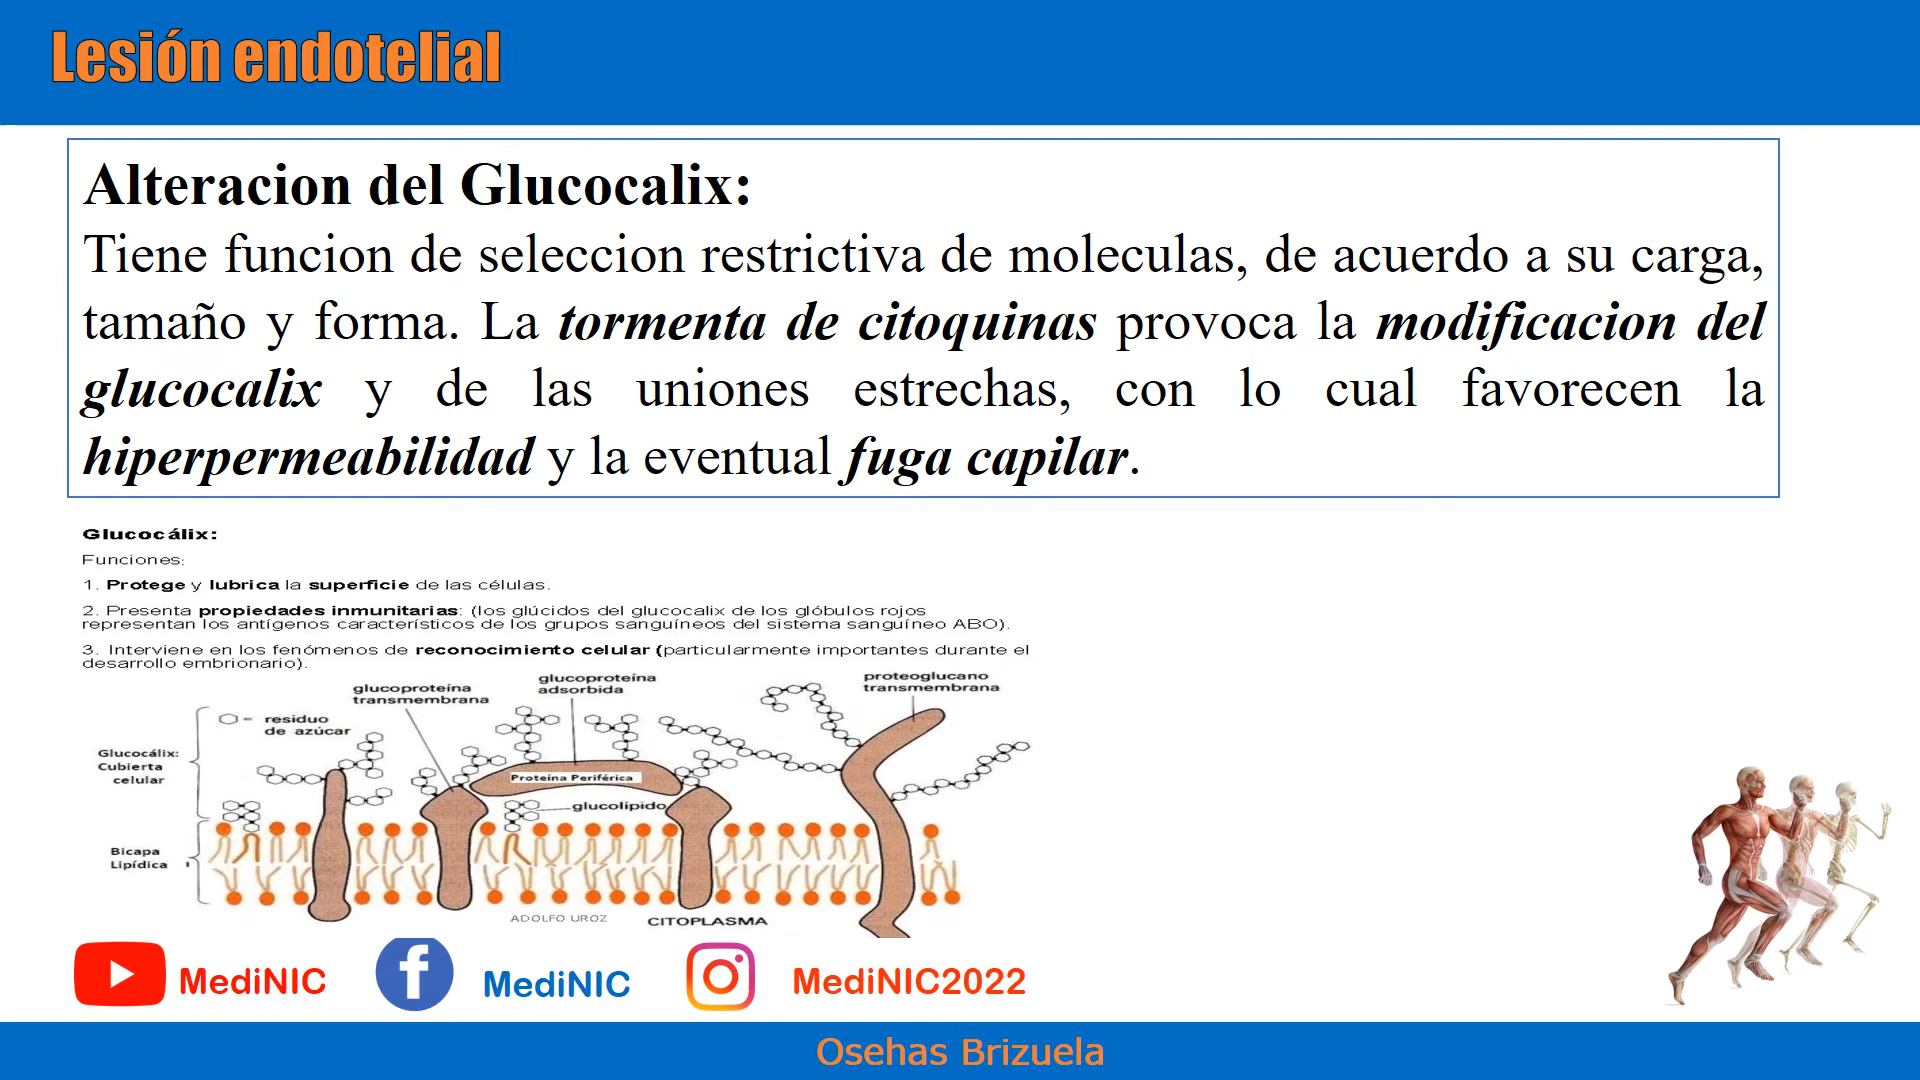 Lesión endotelial
Alteracion del Glucocalix:
Tiene funcion de seleccion restrictiva de moleculas, de acuerdo a su carga,
tamaño y forma. La tormenta de citoquinas provoca la modificacion del
glucocalix y de las uniones estrechas, con lo cual favorecen la
hiperpermeabilidad y la eventual fuga capilar.
Glucocálix:
Funciones:
1. Protege y lubrica la superficie de las células.
2. Presenta propiedades inmunitarias: (los glúcidos del glucocalix de los glóbulos rojos
representan los antígenos característicos de los grupos sanguíneos del sistema sanguíneo ABO).
3. Interviene en los fenómenos de reconocimiento celular (particularmente importantes durante el
desarrollo embrionario).
glucoproteína
transmembrana
glucoproteína
adsorbida
proteoglucano
transmembrana
= residuo
de azúcar
Glucocálix:
Cubierta
celular
Proteína Periférica
glucolípido
Bicapa
Lipídica
ADOLFO UROZ
CITOPLASMA
MediNIC
MediNIC
MediNIC2022
Osehas Brizuela